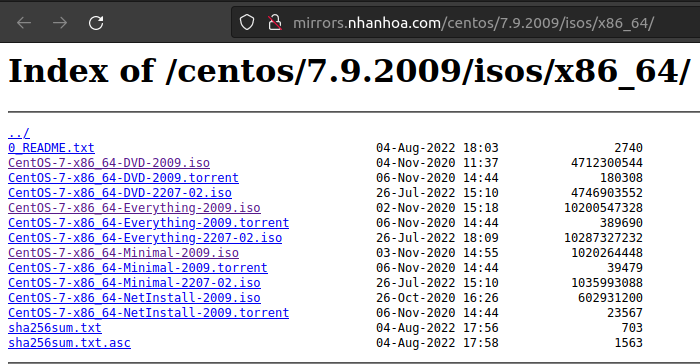 mirrors.nhanhoa.com/centos/7.9.2009/isos/x86_64/
Index of /centos/7.9.2009/isos/x86_64/
../
0_README.txt 04-Aug-2022 18:03 2740
CentOS-7-x86_64-DVD-2009.iso 04-Nov-2020 11:37 4712300544
CentOS-7-x86_64-DVD-2009.torrent 06-Nov-2020 14:44 180308
CentOS-7-x86_64-DVD-2207-02.iso 26-Jul-2022 15:10 4746903552
CentOS-7-x86_64-Everything-2009.iso 02-Nov-2020 15:18 10200547328
CentOS-7-x86_64-Everything-2009.torrent 06-Nov-2020 14:44 389690
CentOS-7-x86_64-Everything-2207-02.iso 26-Jul-2022 18:09 10287327232
CentOS-7-x86_64-Minimal-2009.iso 03-Nov-2020 14:55 1020264448
CentOS-7-x86_64-Minimal-2009.torrent 06-Nov-2020 14:44 39479
CentOS-7-x86_64-Minimal-2207-02.iso 26-Jul-2022 15:10 1035993088
CentOS-7-x86_64-NetInstall-2009.iso 26-Oct-2020 16:26 602931200
CentOS-7-x86_64-NetInstall-2009.torrent 06-Nov-2020 14:44 23567
sha256sum.txt 04-Aug-2022 17:56 703
sha256sum.txt.asc 04-Aug-2022 17:58 1563